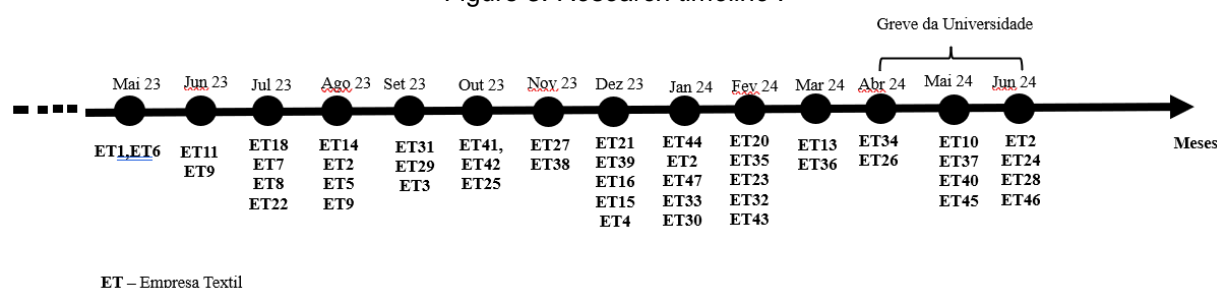 Figure 3. Research timeline .
Greve da Universidade
Mai 23 Jun 23 Jul 23 Ago 23 Set 23 Out 23 Nov 23 Dez 23 Jan 24 Fev 24 Mar 24 Abr 24 Mai 24 Jun 24
ET1,ET6 ET11 ET18 ET14 ET31 ET41, ET27 ET21 ET44 ET20 ET13 ET34 ET10 ET2 Meses
ET9 ET7 ET2 ET29 ET42 ET38 ET39 ET2 ET35 ET36 ET26 ET37 ET24
ET8 ET5 ET3 ET25 ET16 ET47 ET23 ET40 ET28
ET22 ET9 ET15 ET33 ET32 ET45 ET46
ET4 ET30 ET43
ET – Empresa Textil